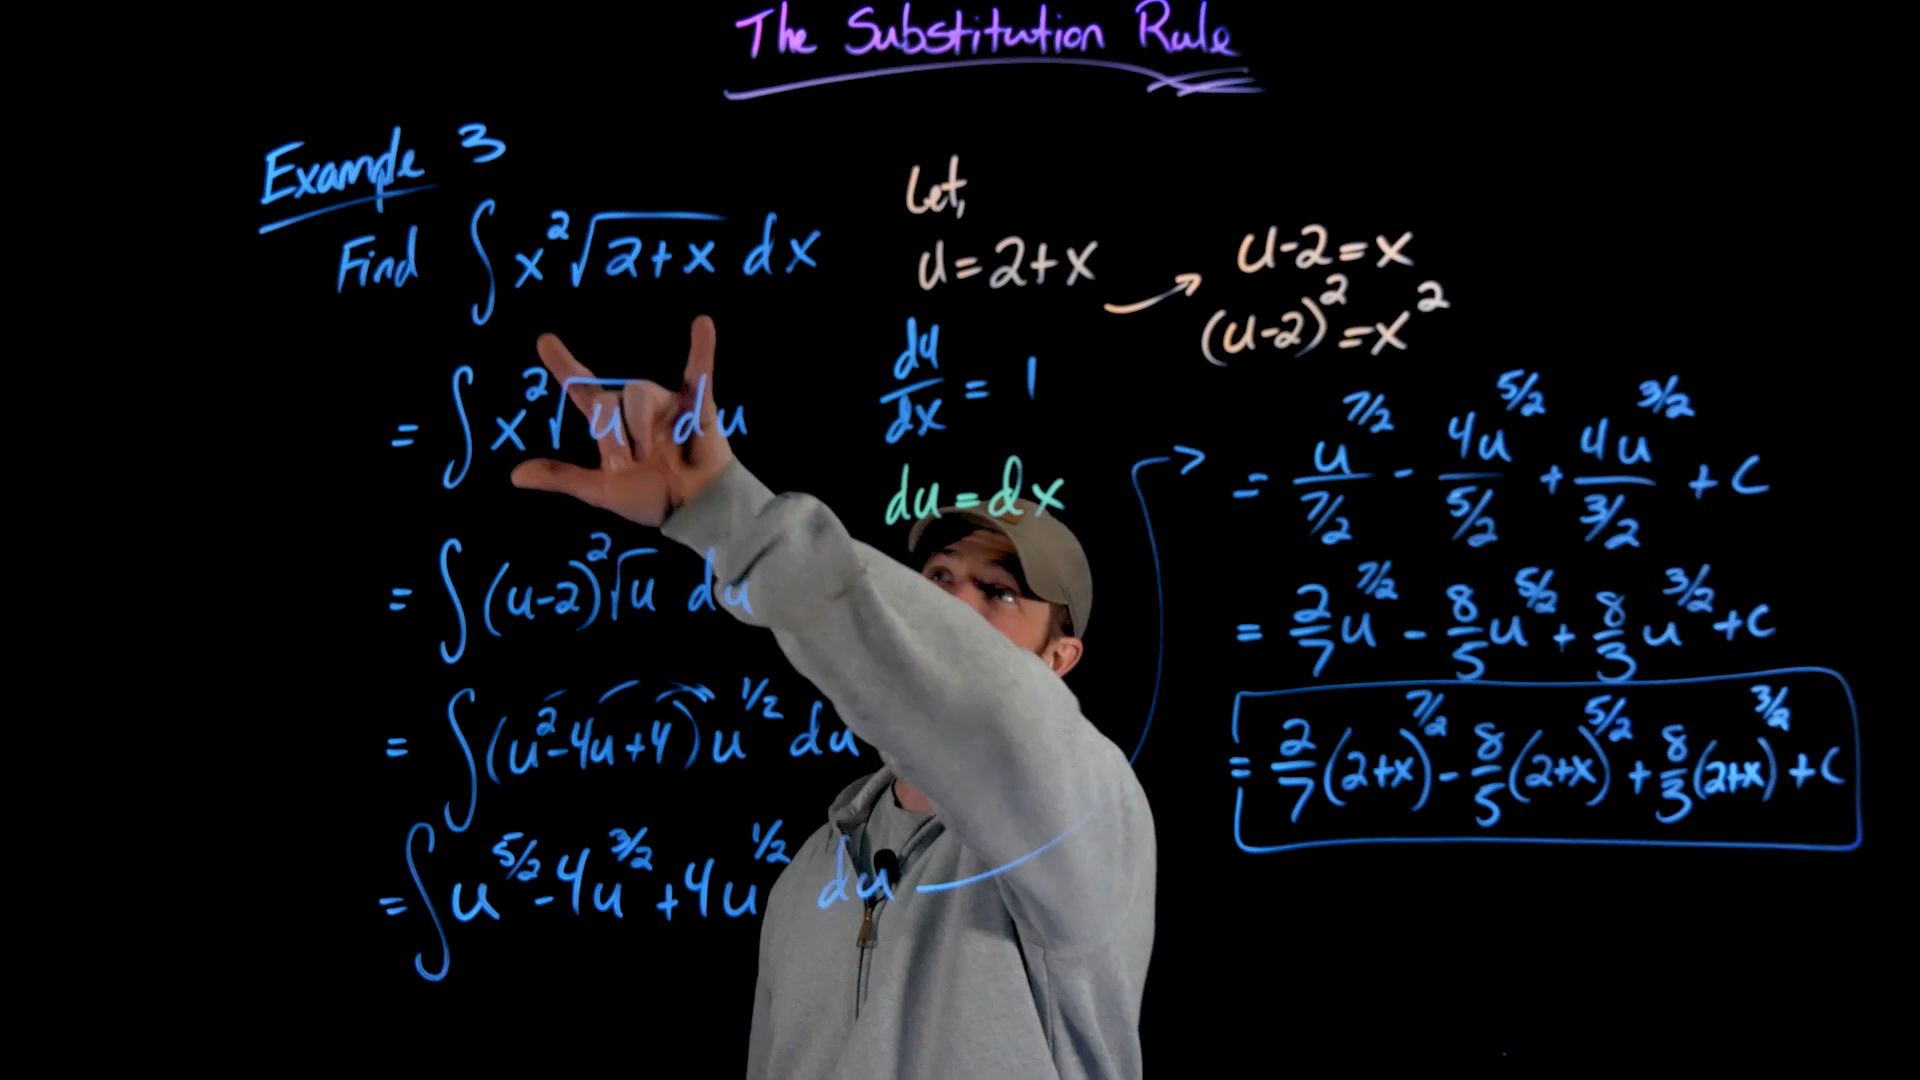 The Substitution Rule
Example 3
Find ∫ x²√(2+x) dx
= ∫ x²√u du
= ∫ (u-2)²√u du
= ∫ (u²-4u+4) u^(1/2) du
= ∫ u^(5/2) - 4u^(3/2) + 4u^(1/2) du
Let,
u = 2+x
du/dx = 1
du = dx
u-2 = x
(u-2)² = x²
= u^(7/2)/(7/2) - 4u^(5/2)/(5/2) + 4u^(3/2)/(3/2) + C
= 2/7 u^(7/2) - 8/5 u^(5/2) + 8/3 u^(3/2) + C
= 2/7 (2+x)^(7/2) - 8/5 (2+x)^(5/2) + 8/3 (2+x)^(3/2) + C